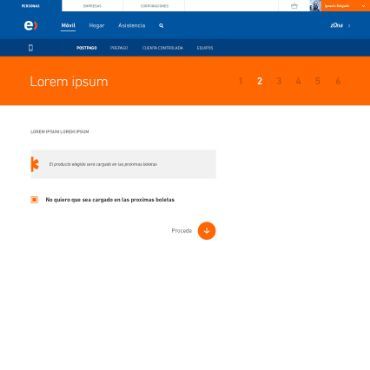 PERSONAS EMPRESAS CORPORACIONES Ignacio Salgado
e) Móvil Hogar Asistencia zOne
POSTPAGO PREPAGO CUENTA CONTROLADA EQUIPOS
Lorem ipsum 1 2 3 4 5 6
LOREM IPSUM LOREM IPSUM
El producto elegido será cargado en las proximas boletas
No quiero que sea cargado en las proximas boletas
Proceda